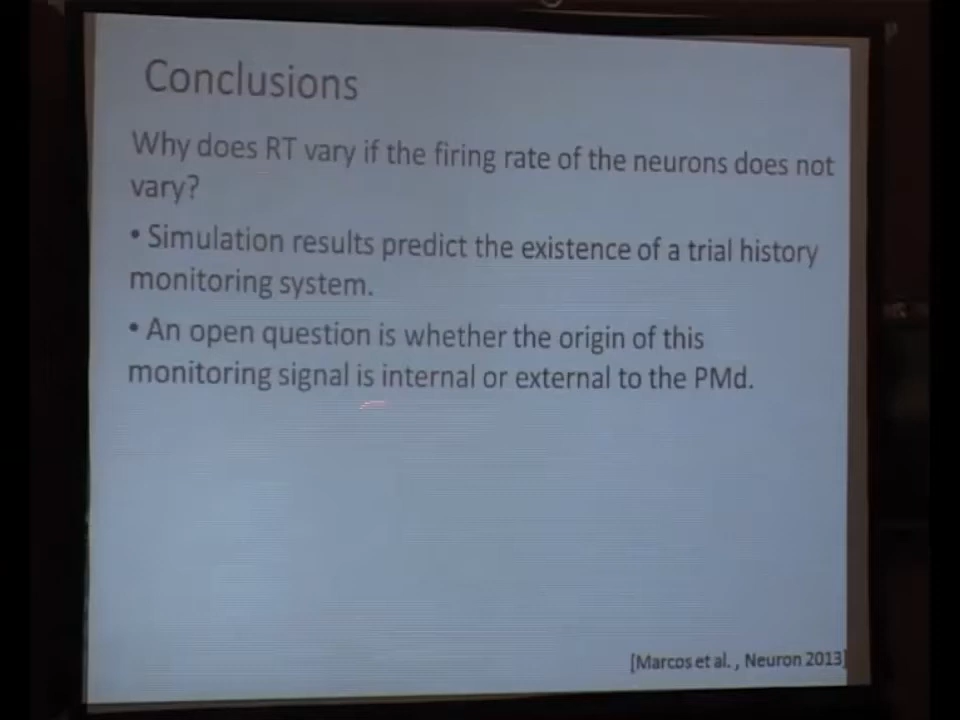 Conclusions
Why does RT vary if the firing rate of the neurons does not
vary?
• Simulation results predict the existence of a trial history
monitoring system.
• An open question is whether the origin of this
monitoring signal is internal or external to the PMd.
[Marcos et al. , Neuron 2013]